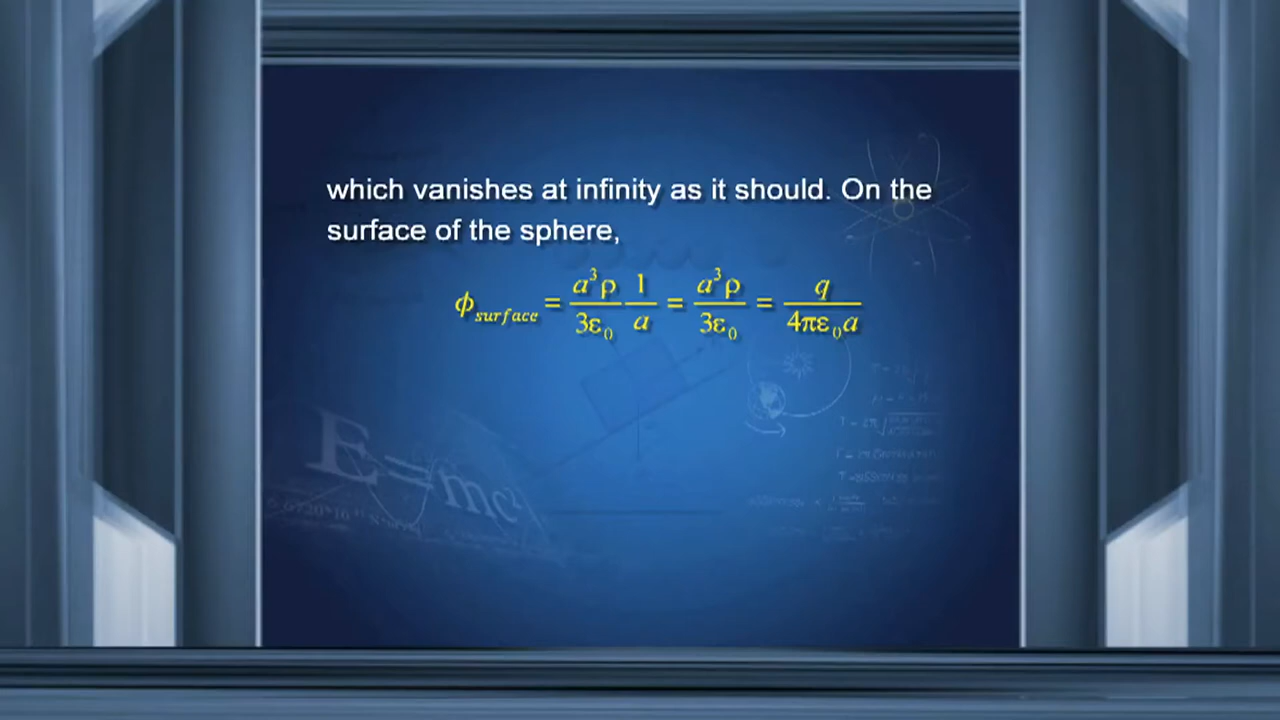 which vanishes at infinity as it should. On the
surface of the sphere,
ϕ_surface = a³ρ/3ε₀ 1/a = a³ρ/3ε₀ = q/4πε₀a
E=mc²